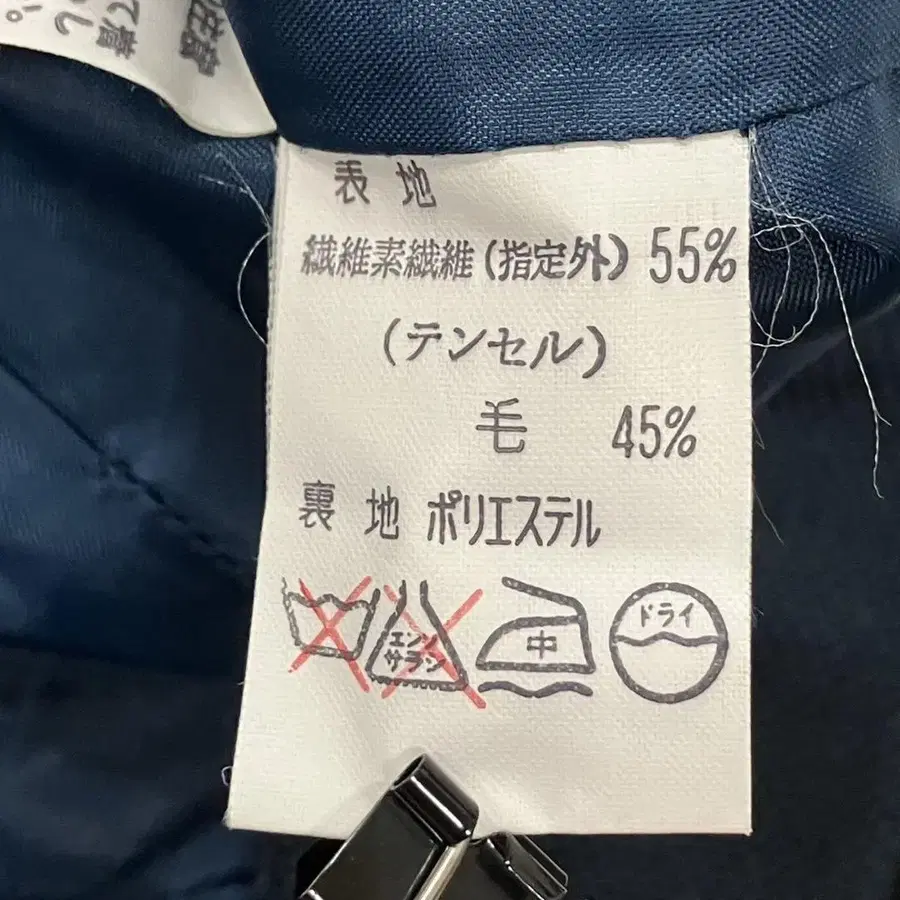 表地
繊維素繊維(指定外)55%
(テンセル)
毛 45%
裏地 ポリエステル
エンソ
サラシ
中
ドライ